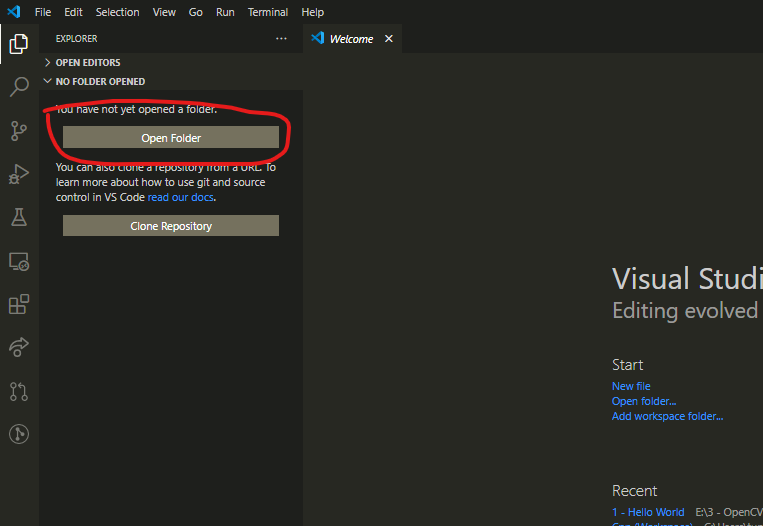 File Edit Selection View Go Run Terminal Help
EXPLORER
Welcome
OPEN EDITORS
NO FOLDER OPENED
You have not yet opened a folder.
Open Folder
You can also clone a repository from a URL. To
learn more about how to use git and source
control in VS Code read our docs.
Clone Repository
Visual Studi
Editing evolved
Start
New file
Open folder...
Add workspace folder...
Recent
1 - Hello World E:\3 - OpenCV